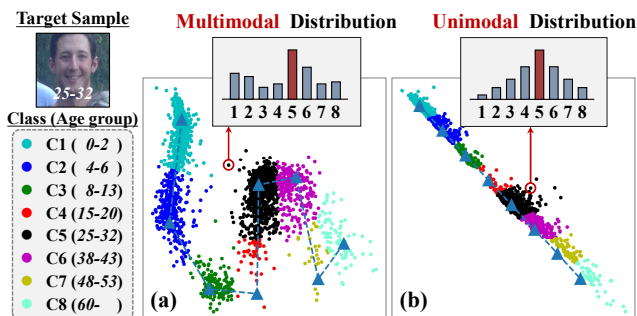 Target Sample
25-32
Class (Age group)
C1 ( 0-2 )
C2 ( 4-6 )
C3 ( 8-13)
C4 (15-20)
C5 (25-32)
C6 (38-43)
C7 (48-53)
C8 (60- )
Multimodal Distribution
1 2 3 4 5 6 7 8
(a)
Unimodal Distribution
1 2 3 4 5 6 7 8
(b)